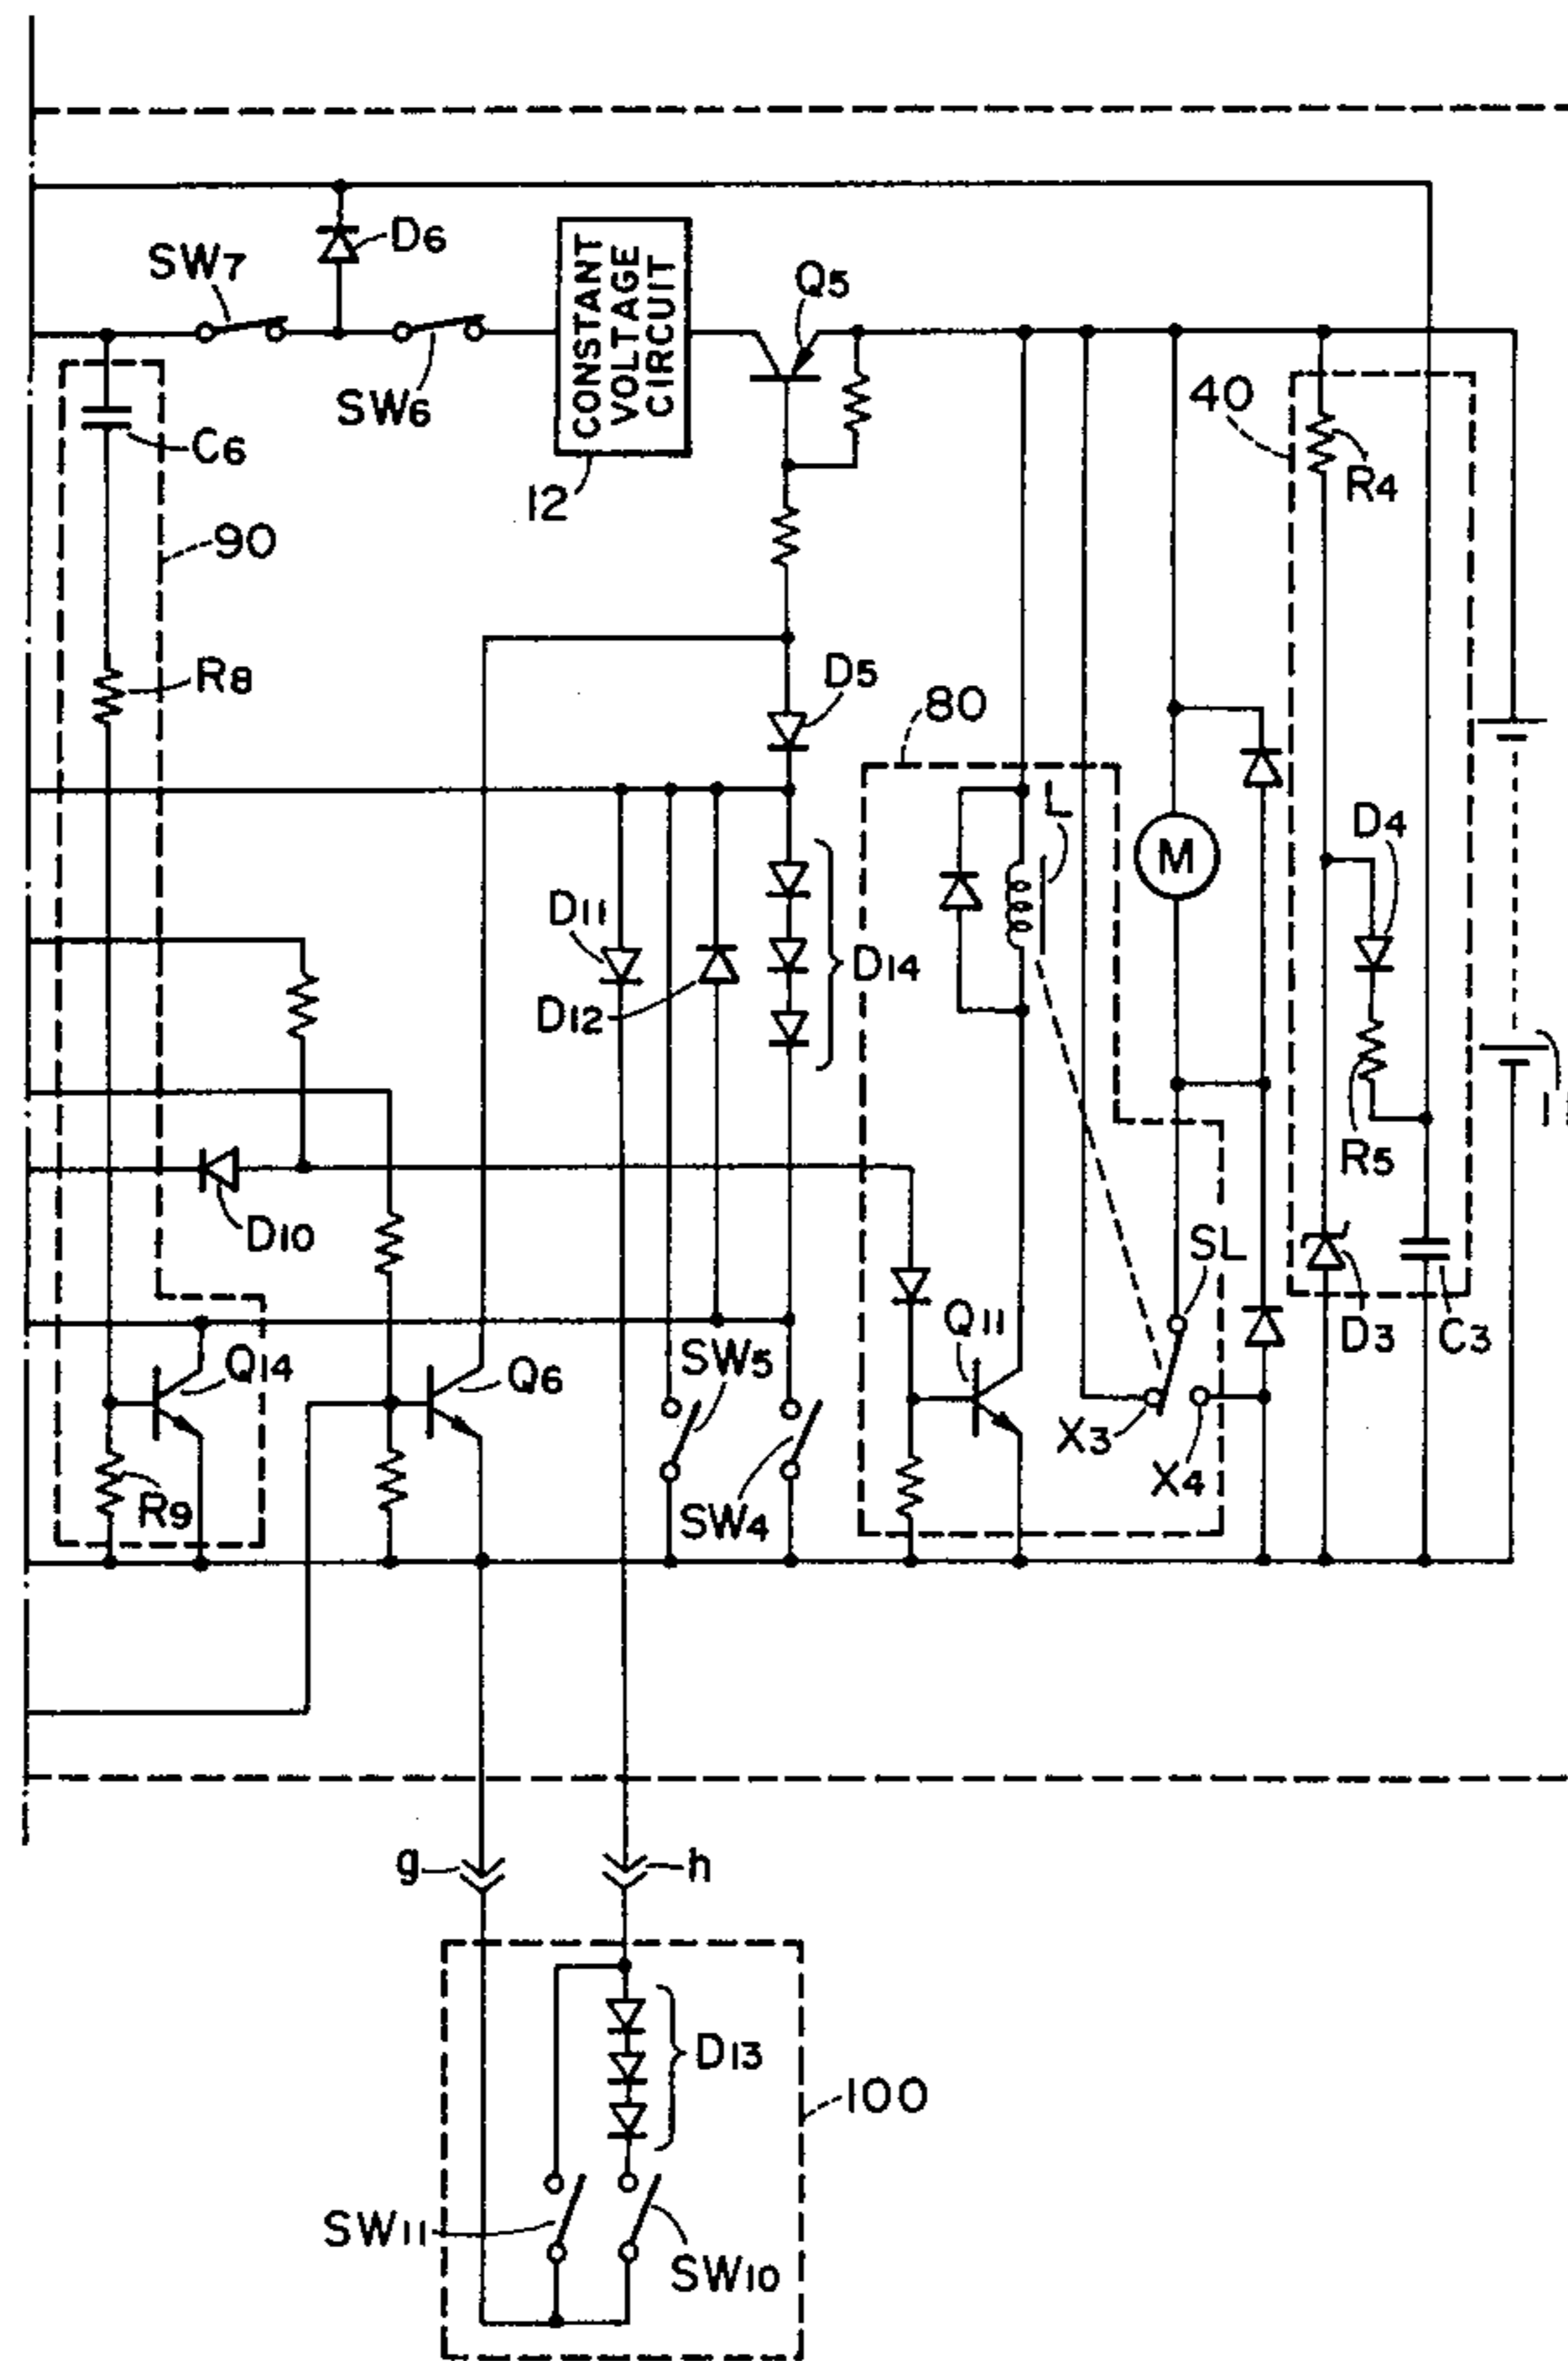 SW7
D6
CONSTANT
VOLTAGE
CIRCUIT
Q5
SW6
12
40
R4
C6
90
R8
D5
80
L
M
D4
D11
D12
D14
R5
D10
SL
D3
C3
Q14
Q6
SW5
Q11
X3
X4
R9
SW4
g
h
D13
100
SW11
SW10